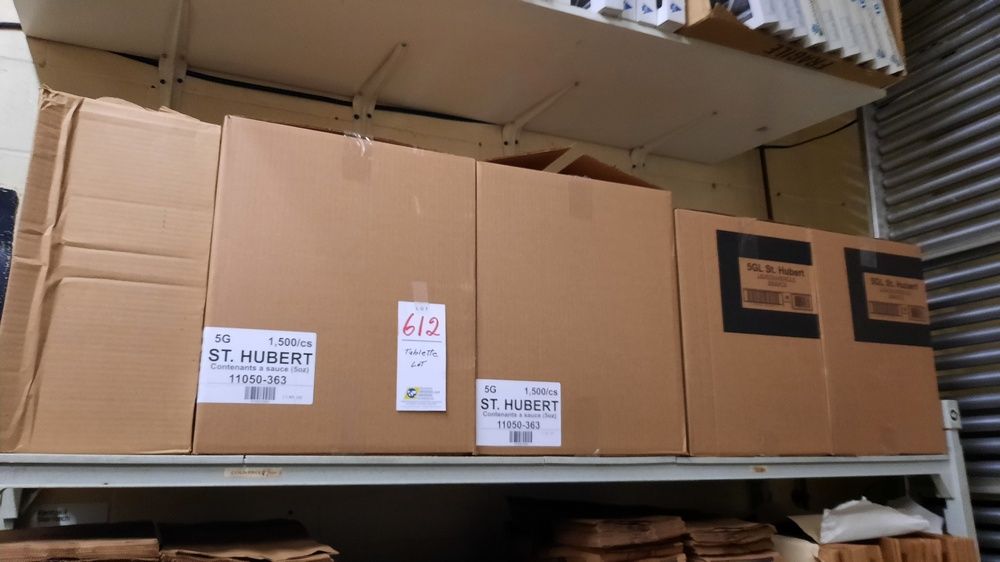 5G 1,500/cs
ST. HUBERT
Contenants a sauce (5oz)
11050-363
LOT
612
Tablette
LOT
5G 1,500/cs
ST. HUBERT
Contenants à sauce (5oz)
11050-363
5GL St. Hubert
SAUCE
5GL St. Hubert